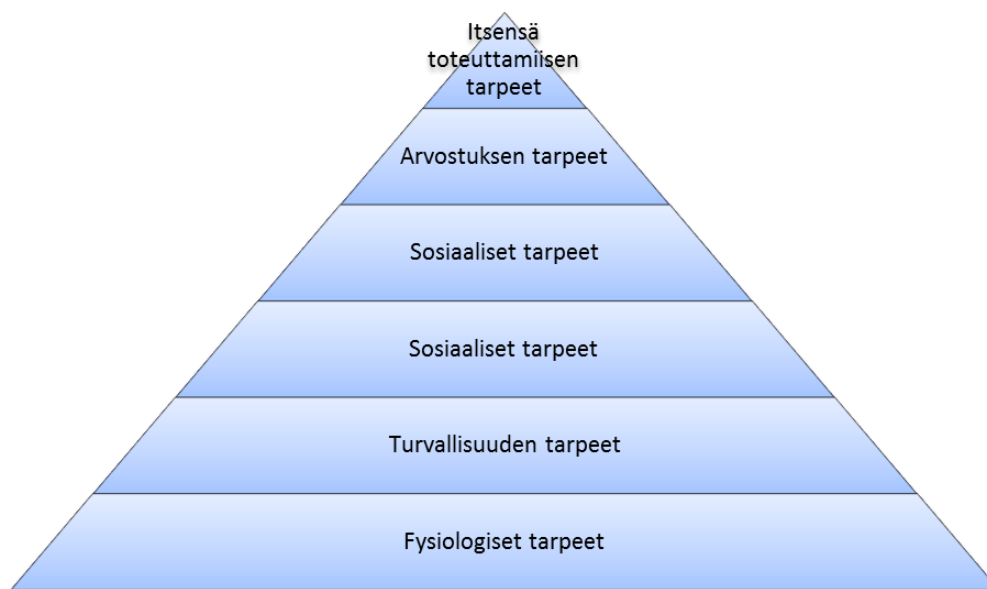 Itsensä
toteuttamiisen
tarpeet
Arvostuksen tarpeet
Sosiaaliset tarpeet
Sosiaaliset tarpeet
Turvallisuuden tarpeet
Fysiologiset tarpeet